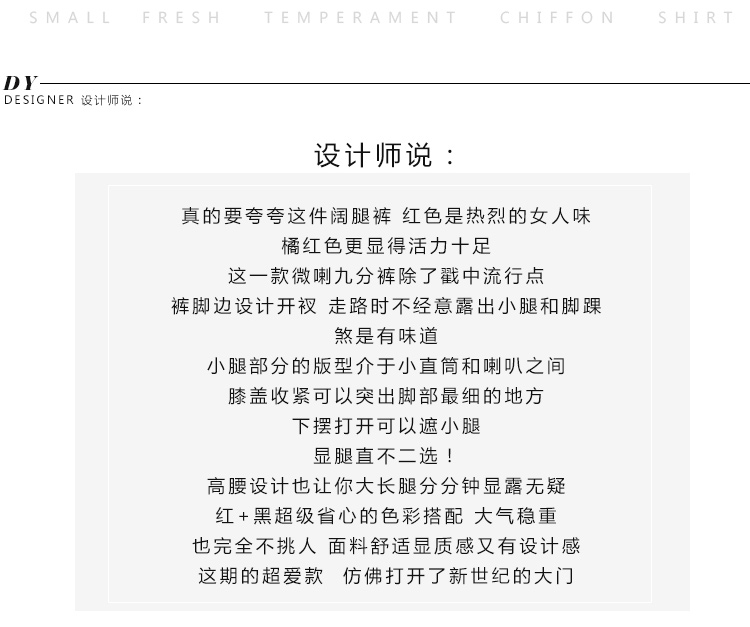 SMALL FRESH TEMPERAMENT CHIFFON SHIRT
DY
DESIGNER 设计师说：
设计师说：
真的要夸夸这件阔腿裤 红色是热烈的女人味
橘红色更显得活力十足
这一款微喇九分裤除了戳中流行点
裤脚边设计开衩 走路时不经意露出小腿和脚踝
煞是有味道
小腿部分的版型介于小直筒和喇叭之间
膝盖收紧可以突出脚部最细的地方
下摆打开可以遮小腿
显腿直不二选！
高腰设计也让你大长腿分分钟显露无疑
红+黑超级省心的色彩搭配 大气稳重
也完全不挑人 面料舒适显质感又有设计感
这期的超爱款 仿佛打开了新世纪的大门